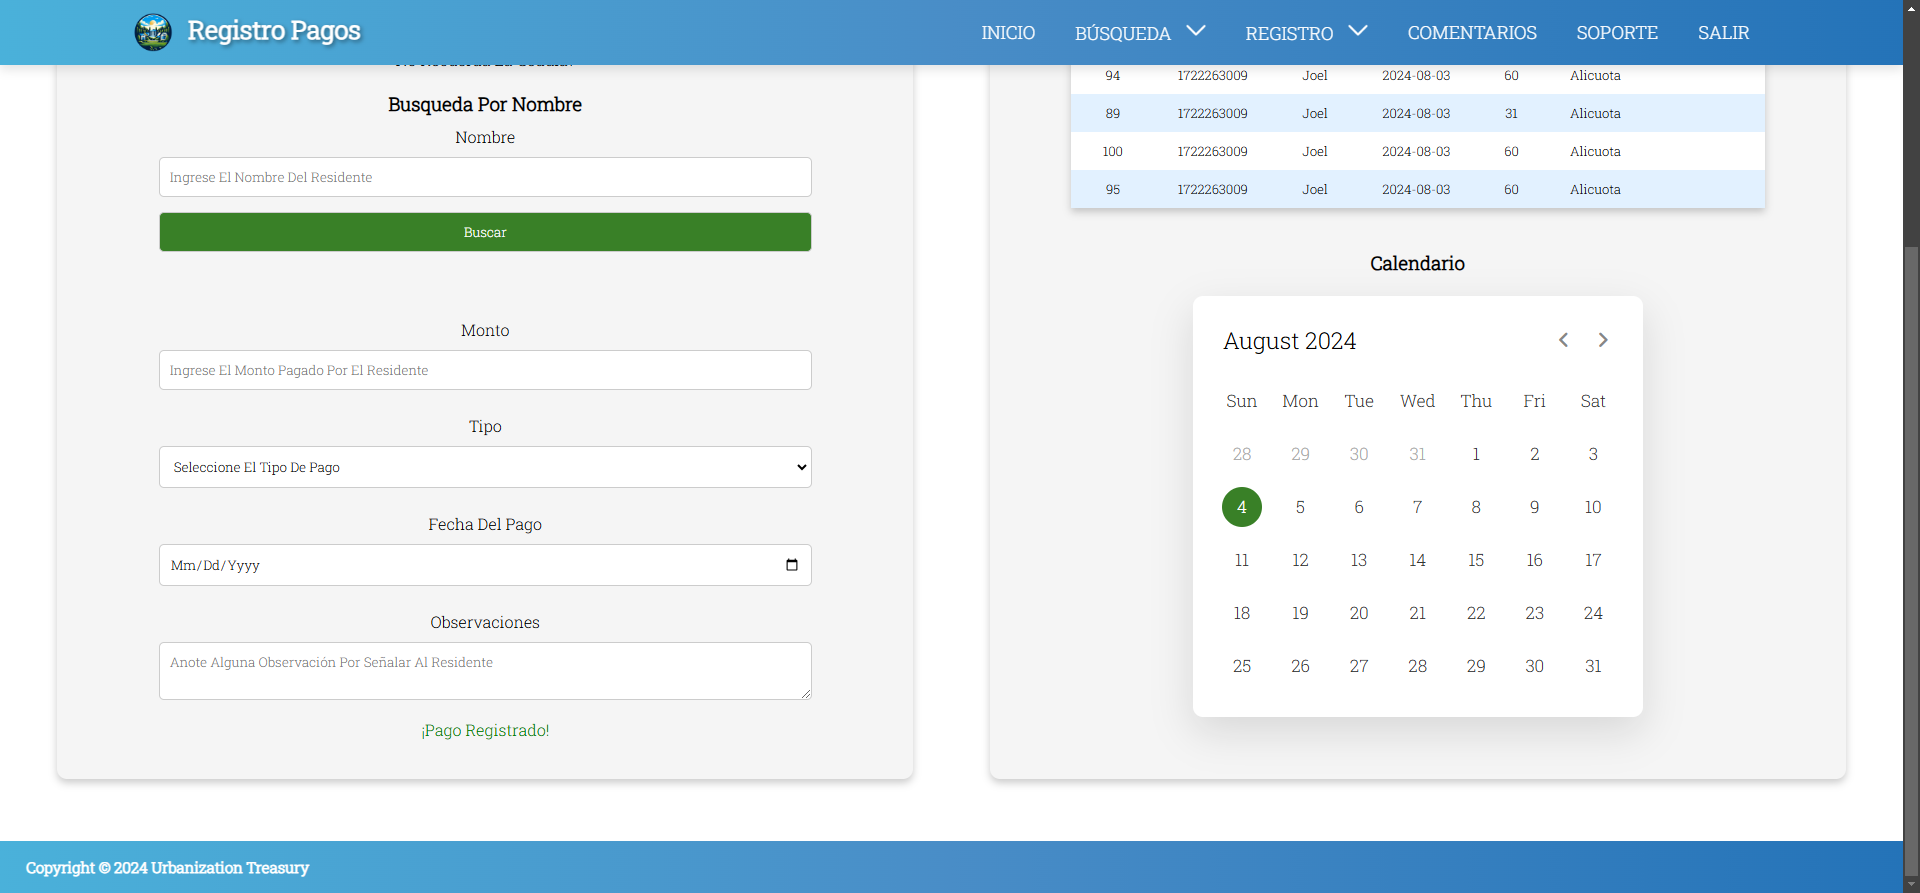 Registro Pagos
INICIO BÚSQUEDA REGISTRO COMENTARIOS SOPORTE SALIR
Busqueda Por Nombre
Nombre
Ingrese El Nombre Del Residente
Buscar
Monto
Ingrese El Monto Pagado Por El Residente
Tipo
Seleccione El Tipo De Pago
Fecha Del Pago
Mm/Dd/Yyyy
Observaciones
Anote Alguna Observación Por Señalar Al Residente
¡Pago Registrado!
94 1722263009 Joel 2024-08-03 60 Alicuota
89 1722263009 Joel 2024-08-03 31 Alicuota
100 1722263009 Joel 2024-08-03 60 Alicuota
95 1722263009 Joel 2024-08-03 60 Alicuota
Calendario
August 2024
Sun Mon Tue Wed Thu Fri Sat
28 29 30 31 1 2 3
4 5 6 7 8 9 10
11 12 13 14 15 16 17
18 19 20 21 22 23 24
25 26 27 28 29 30 31
Copyright © 2024 Urbanization Treasury